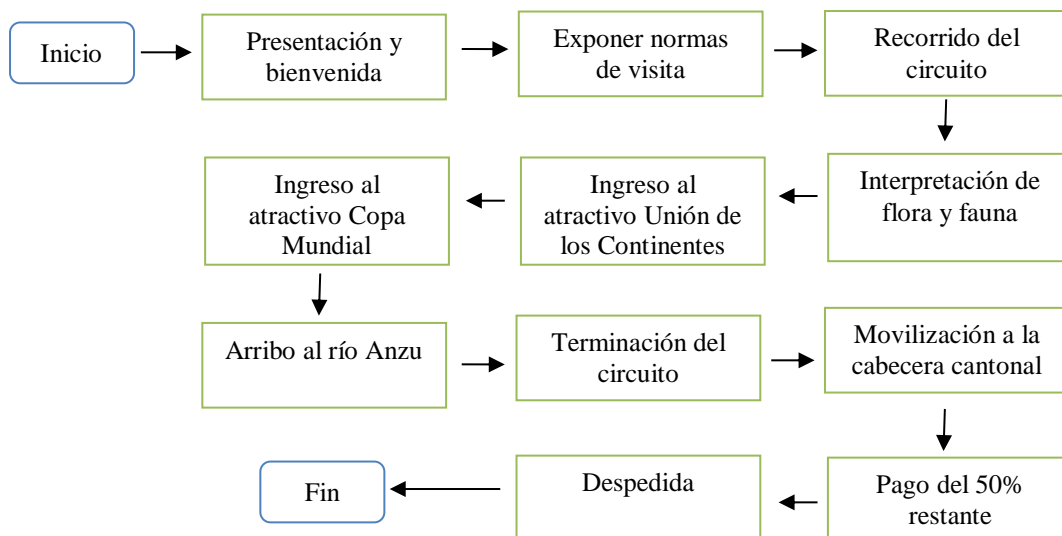 Inicio
Presentación y
bienvenida
Exponer normas
de visita
Recorrido del
circuito
Interpretación de
flora y fauna
Ingreso al
atractivo Unión de
los Continentes
Ingreso al
atractivo Copa
Mundial
Arribo al río Anzu
Terminación del
circuito
Movilización a la
cabecera cantonal
Pago del 50%
restante
Despedida
Fin